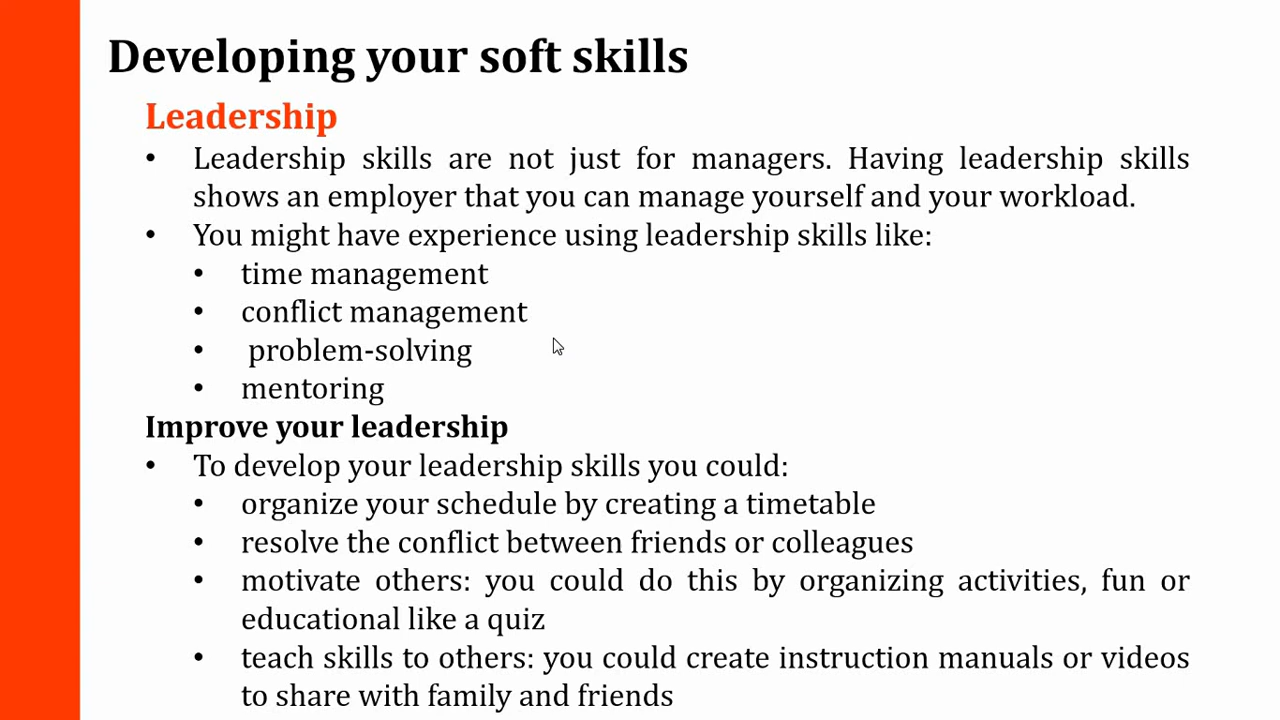 Developing your soft skills
Leadership
• Leadership skills are not just for managers. Having leadership skills
shows an employer that you can manage yourself and your workload.
• You might have experience using leadership skills like:
• time management
• conflict management
• problem-solving
• mentoring
Improve your leadership
• To develop your leadership skills you could:
• organize your schedule by creating a timetable
• resolve the conflict between friends or colleagues
• motivate others: you could do this by organizing activities, fun or
educational like a quiz
• teach skills to others: you could create instruction manuals or videos
to share with family and friends